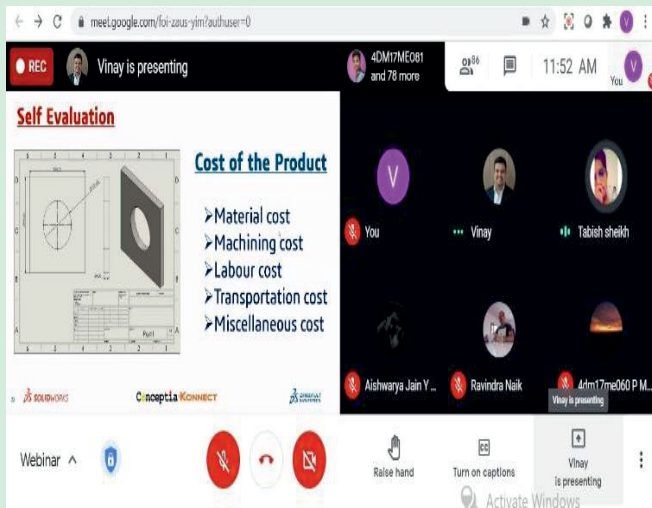 meet.google.com/foi-zaus-yim?authuser=0
V
REC
Vinay is presenting
4DM17ME081
and 78 more
86
11:52 AM
V
You
Self Evaluation
Cost of the Product
➢Material cost
➢Machining cost
➢Labour cost
➢Transportation cost
➢Miscellaneous cost
SOLIDWORKS
Conceptia KONNECT
DASSAULT SYSTEMES
V
You
Vinay
Tabish sheikh
Aishwarya Jain Y ...
Ravindra Naik
4dm17me060 P M...
Vinay is presenting
Webinar
Raise hand
CC
Turn on captions
Vinay
is presenting
Activate Windows